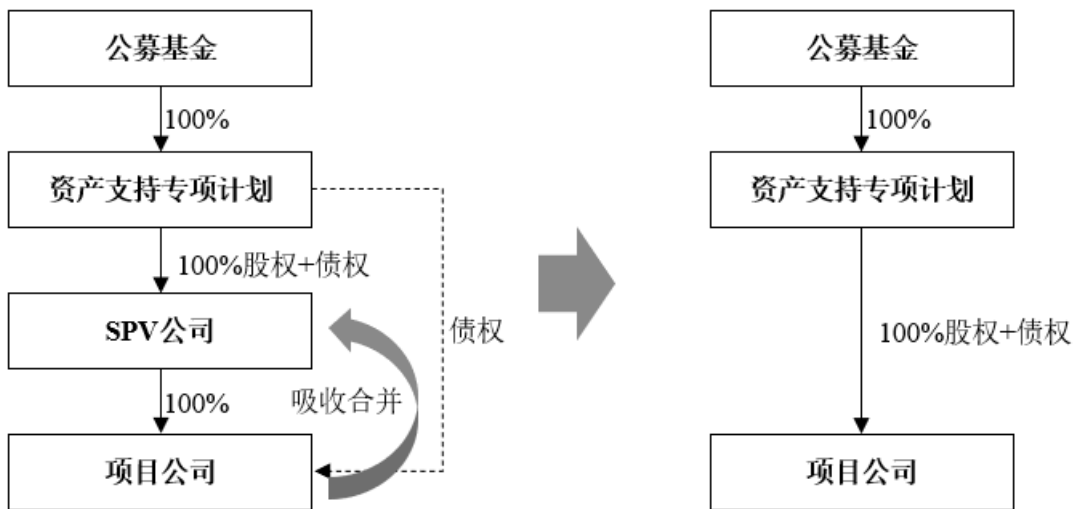 公募基金
100%
资产支持专项计划
100%股权+债权
SPV公司
债权
吸收合并
100%
项目公司
公募基金
100%
资产支持专项计划
100%股权+债权
项目公司